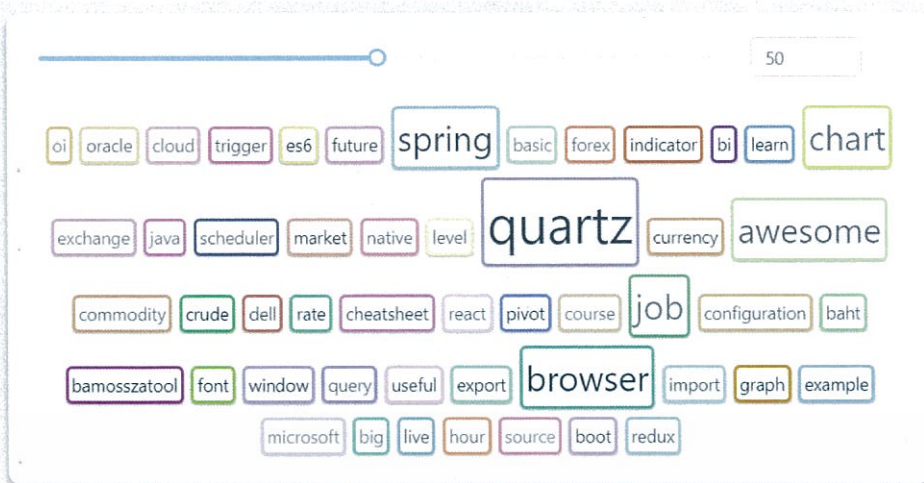 50
oi oracle cloud trigger es6 future spring basic forex indicator bi learn chart
exchange java scheduler market native level quartz currency awesome
commodity crude dell rate cheatsheet react pivot course job configuration baht
bamosszatool font window query useful export browser import graph example
microsoft big live hour source boot redux